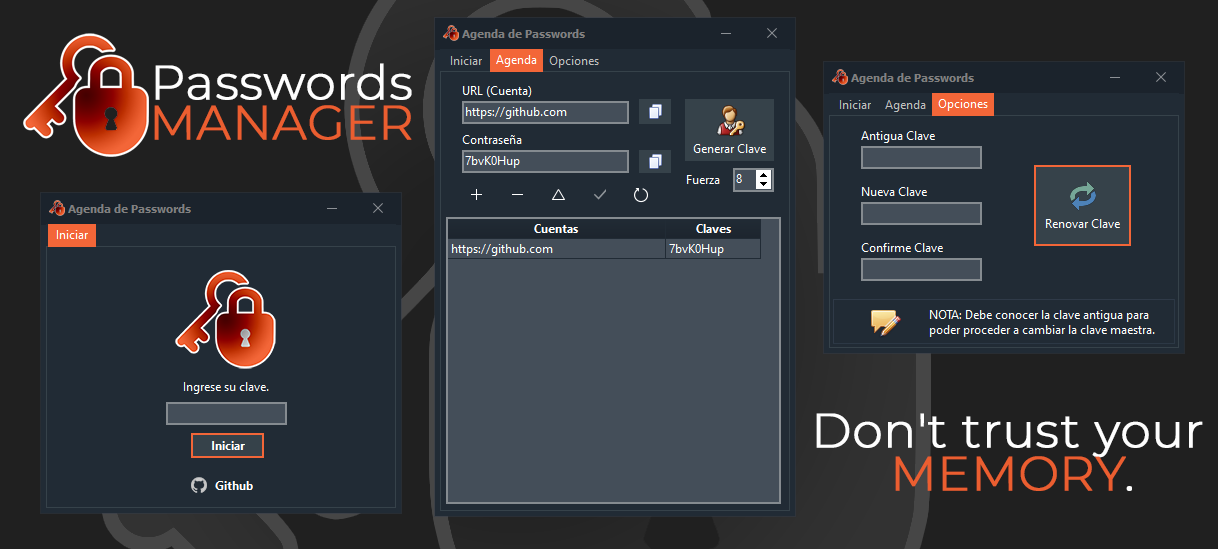 Passwords
MANAGER
Agenda de Passwords
Iniciar
Ingrese su clave.
Iniciar
Github
Agenda de Passwords
Iniciar Agenda Opciones
URL (Cuenta)
https://github.com
Contraseña
7bvK0Hup
Generar Clave
Fuerza 8
Cuentas Claves
https://github.com 7bvK0Hup
Agenda de Passwords
Iniciar Agenda Opciones
Antigua Clave
Nueva Clave
Confirme Clave
Renovar Clave
NOTA: Debe conocer la clave antigua para
poder proceder a cambiar la clave maestra.
Don't trust your
MEMORY.